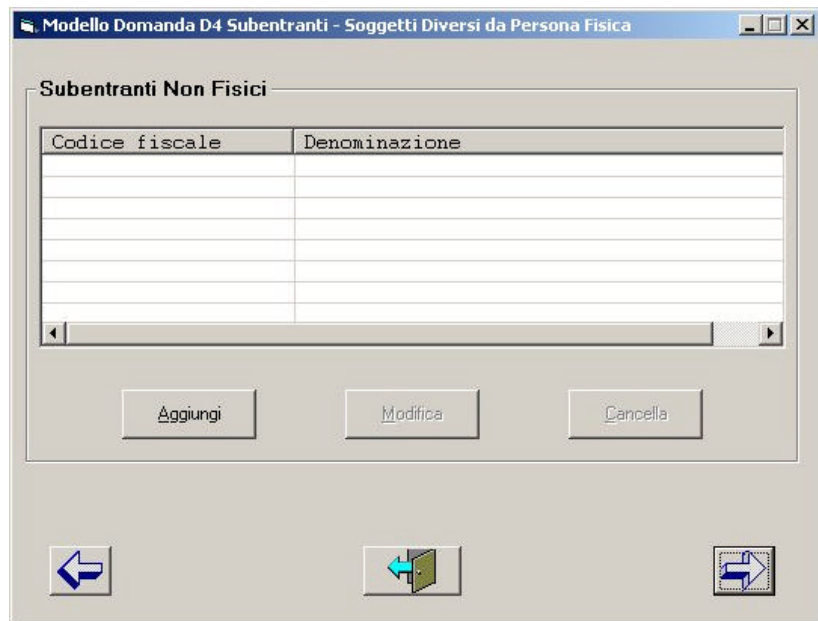 Modello Domanda D4 Subentranti - Soggetti Diversi da Persona Fisica
Subentranti Non Fisici
Codice fiscale Denominazione
Aggiungi Modifica Cancella